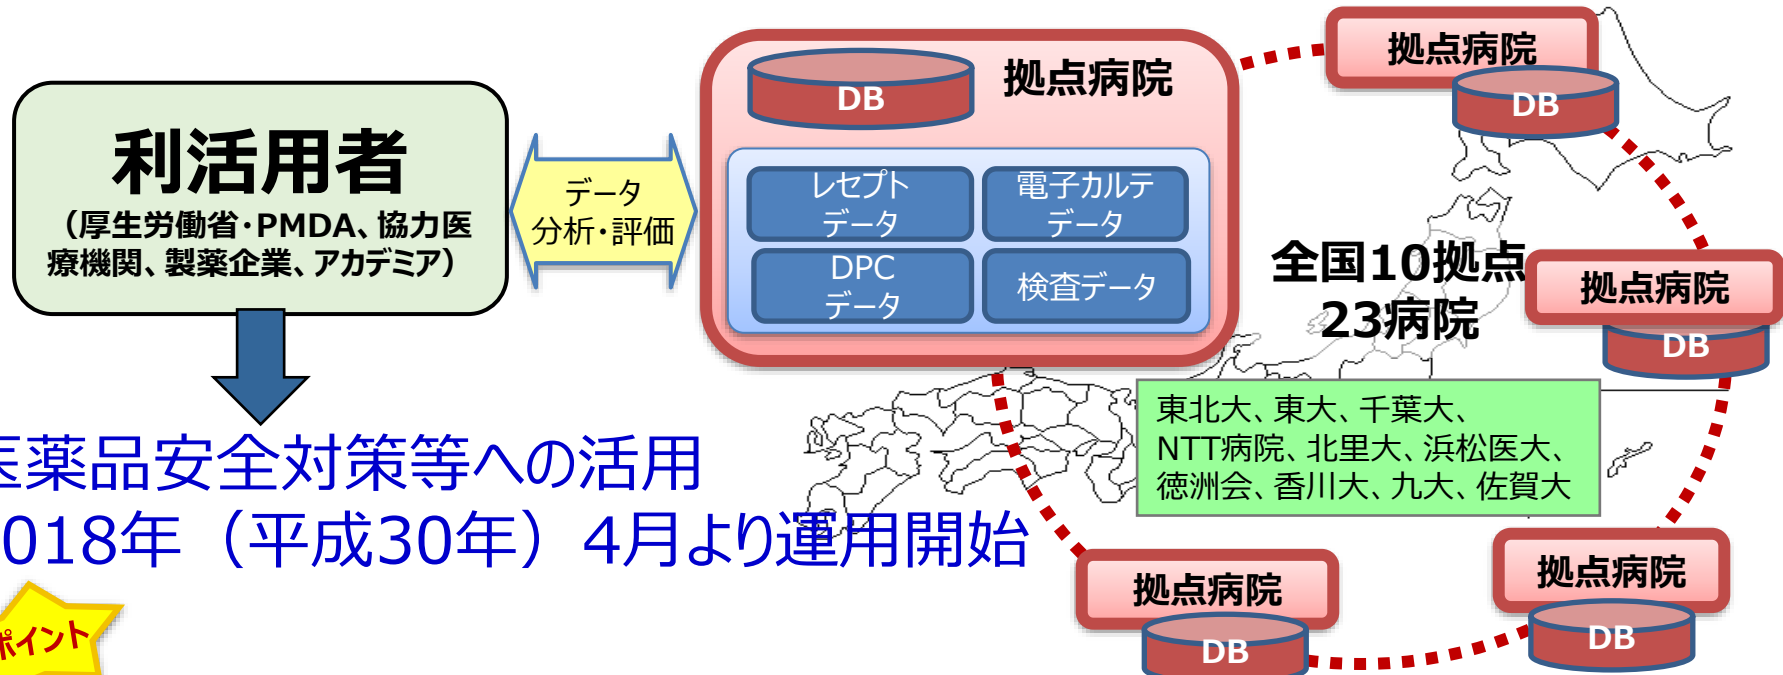 利活用者
（厚生労働省･PMDA、協力医
療機関、製薬企業、アカデミア）
データ
分析･評価
DB
拠点病院
レセプト
データ
電子カルテ
データ
DPC
データ
検査データ
拠点病院
DB
全国10拠点
23病院
拠点病院
DB
東北大、東大、千葉大、
NTT病院、北里大、浜松医大、
徳洲会、香川大、九大、佐賀大
医薬品安全対策等への活用
018年（平成30年）4月より運用開始
拠点病院
DB
拠点病院
DB
ポイント